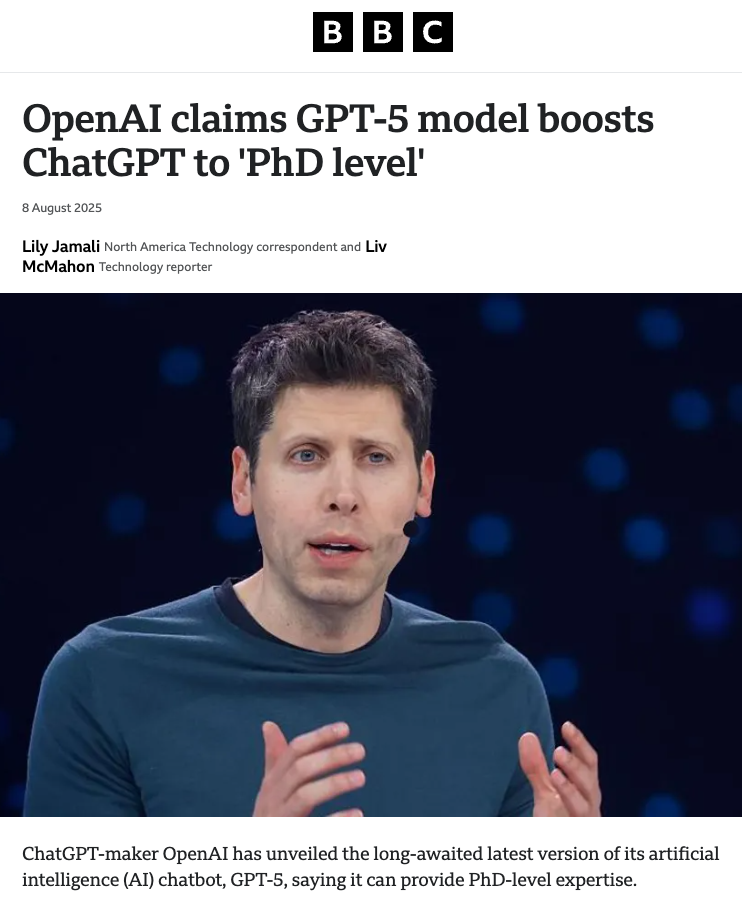 BBC
OpenAI claims GPT-5 model boosts
ChatGPT to 'PhD level'
8 August 2025
Lily Jamali North America Technology correspondent and Liv
McMahon Technology reporter
ChatGPT-maker OpenAI has unveiled the long-awaited latest version of its artificial
intelligence (AI) chatbot, GPT-5, saying it can provide PhD-level expertise.